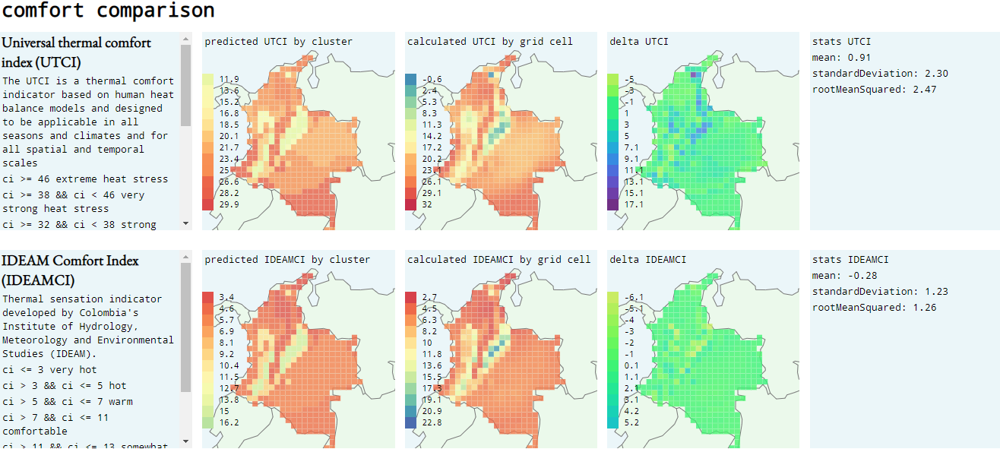 comfort comparison
Universal thermal comfort
index (UTCI)
The UTCI is a thermal comfort
indicator based on human heat
balance models and designed
to be applicable in all
seasons and climates and for
all spatial and temporal
scales
ci >= 46 extreme heat stress
ci >= 38 && ci < 46 very
strong heat stress
ci >= 32 && ci < 38 strong
predicted UTCI by cluster
11.9
13.6
15.2
16.8
18.5
20.1
21.7
23.4
25
26.6
28.2
29.9
calculated UTCI by grid cell
-0.6
2.4
5.3
8.3
11.3
14.2
17.2
20.2
26.1
29.1
32
delta UTCI
-5
-3
-1
1
3
5
7.1
9.1
11.1
13.1
15.1
17.1
stats UTCI
mean: 0.91
standardDeviation: 2.30
rootMeanSquared: 2.47
IDEAM Comfort Index
(IDEAMCI)
Thermal sensation indicator
developed by Colombia's
Institute of Hydrology,
Meteorology and Environmental
Studies (IDEAM).
ci <= 3 very hot
ci > 3 && ci <= 5 hot
ci > 5 && ci <= 7 warm
ci > 7 && ci <= 11
comfortable
ci > 11 && ci <= 13 somewhat
predicted IDEAMCI by cluster
3.4
4.6
5.7
6.9
8.1
9.2
10.4
11.5
12.7
13.8
15
16.2
calculated IDEAMCI by grid cell
2.7
4.5
6.3
8.2
10
11.8
13.6
15.5
17.3
19.1
20.9
22.8
delta IDEAMCI
-6.1
-5.1
-4
-3
-2
-1
0.1
1.1
2.1
3.1
4.2
5.2
stats IDEAMCI
mean: -0.28
standardDeviation: 1.23
rootMeanSquared: 1.26